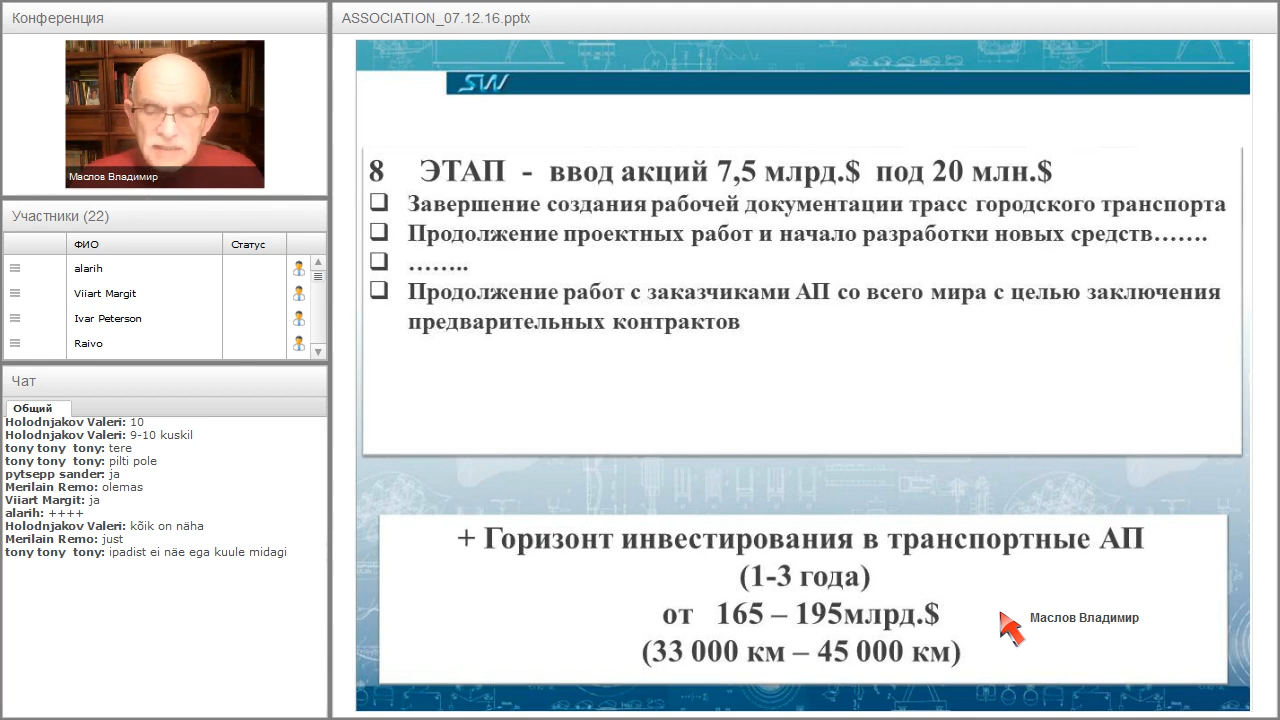 Конференция
Маслов Владимир
Участники (22)
ФИО Статус
alarih
Viiart Margit
Ivar Peterson
Raivo
Чат
Общий
Holodnjakov Valeri: 10
Holodnjakov Valeri: 9-10 kuskil
tony tony tony: tere
tony tony tony: pilti pole
pytsepp sander: ja
Merilain Remo: olemas
Viiart Margit: ja
alarih: ++++
Holodnjakov Valeri: kõik on näha
Merilain Remo: just
tony tony tony: ipadist ei näe ega kuule midagi
ASSOCIATION_07.12.16.pptx
SW
8 ЭТАП - ввод акций 7,5 млрд.$ под 20 млн.$
❑ Завершение создания рабочей документации трасс городского транспорта
❑ Продолжение проектных работ и начало разработки новых средств…….
❑ ……..
❑ Продолжение работ с заказчиками АП со всего мира с целью заключения
предварительных контрактов
+ Горизонт инвестирования в транспортные АП
(1-3 года)
от 165 – 195млрд.$
(33 000 км – 45 000 км)
Маслов Владимир